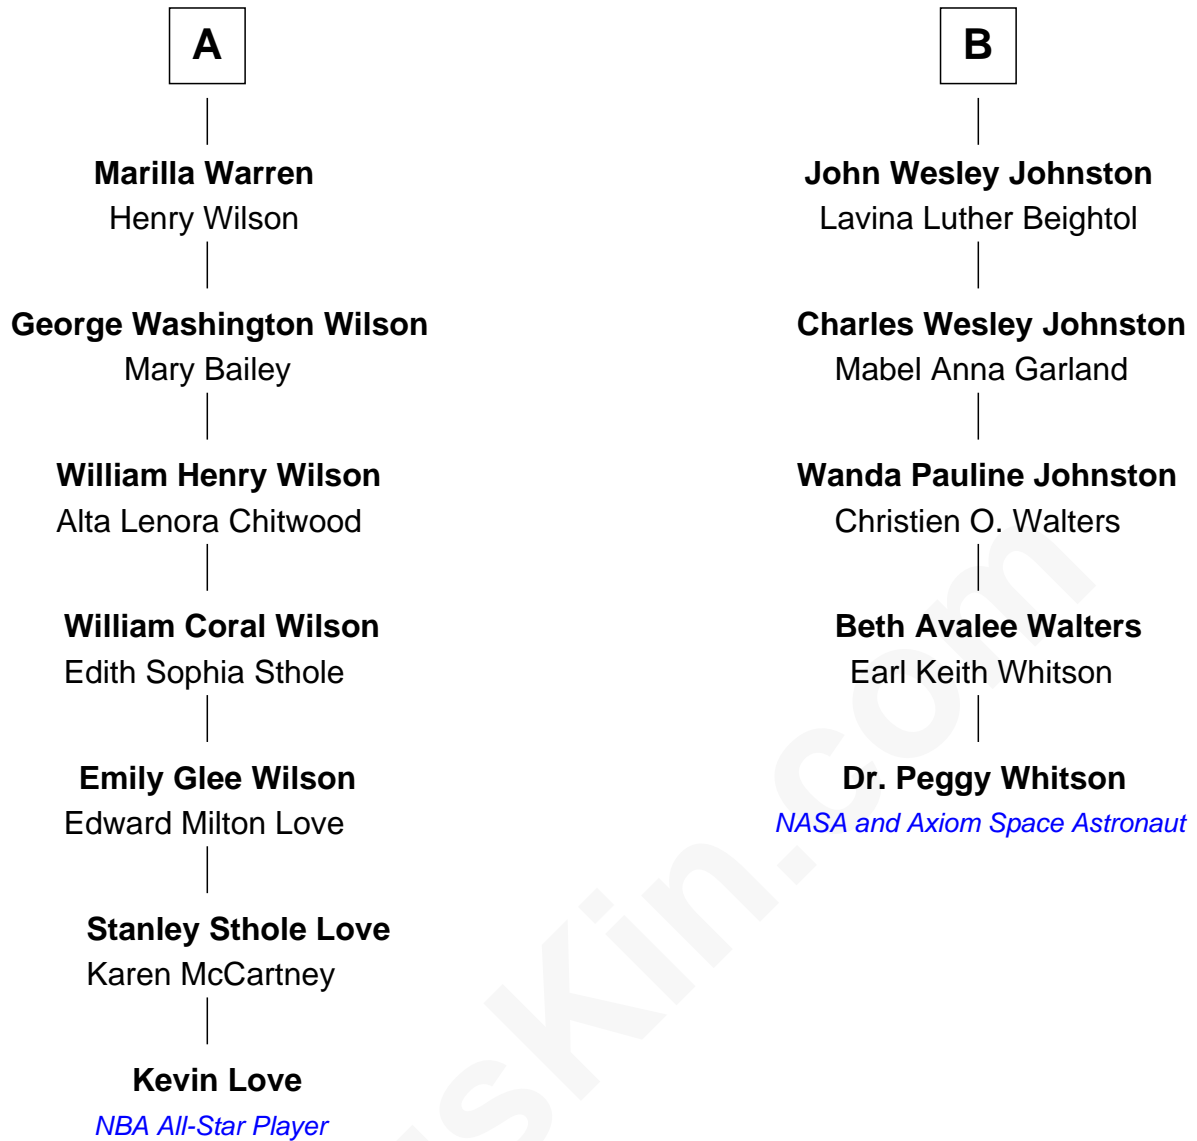 A
Marilla Warren
Henry Wilson
George Washington Wilson
Mary Bailey
William Henry Wilson
Alta Lenora Chitwood
William Coral Wilson
Edith Sophia Sthole
Emily Glee Wilson
Edward Milton Love
Stanley Sthole Love
Karen McCartney
Kevin Love
NBA All-Star Player
B
John Wesley Johnston
Lavina Luther Beightol
Charles Wesley Johnston
Mabel Anna Garland
Wanda Pauline Johnston
Christien O. Walters
Beth Avalee Walters
Earl Keith Whitson
Dr. Peggy Whitson
NASA and Axiom Space Astronaut
sKin.com